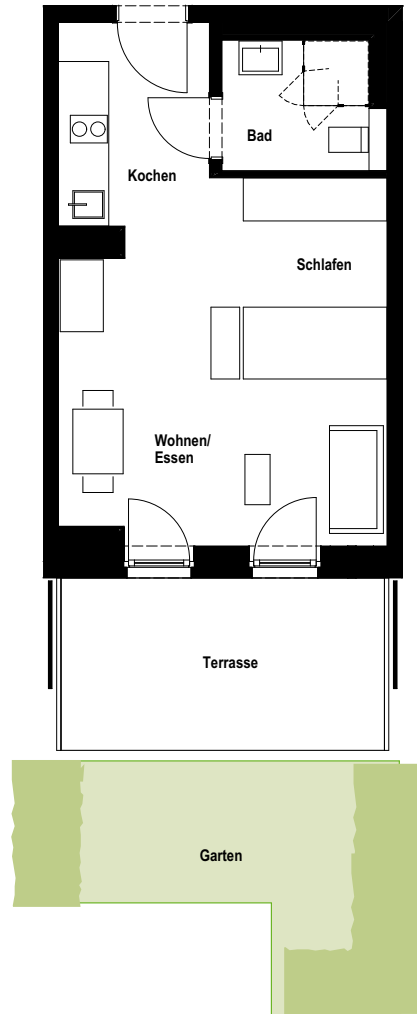 Bad
Kochen
Schlafen
Wohnen/
Essen
Terrasse
Garten